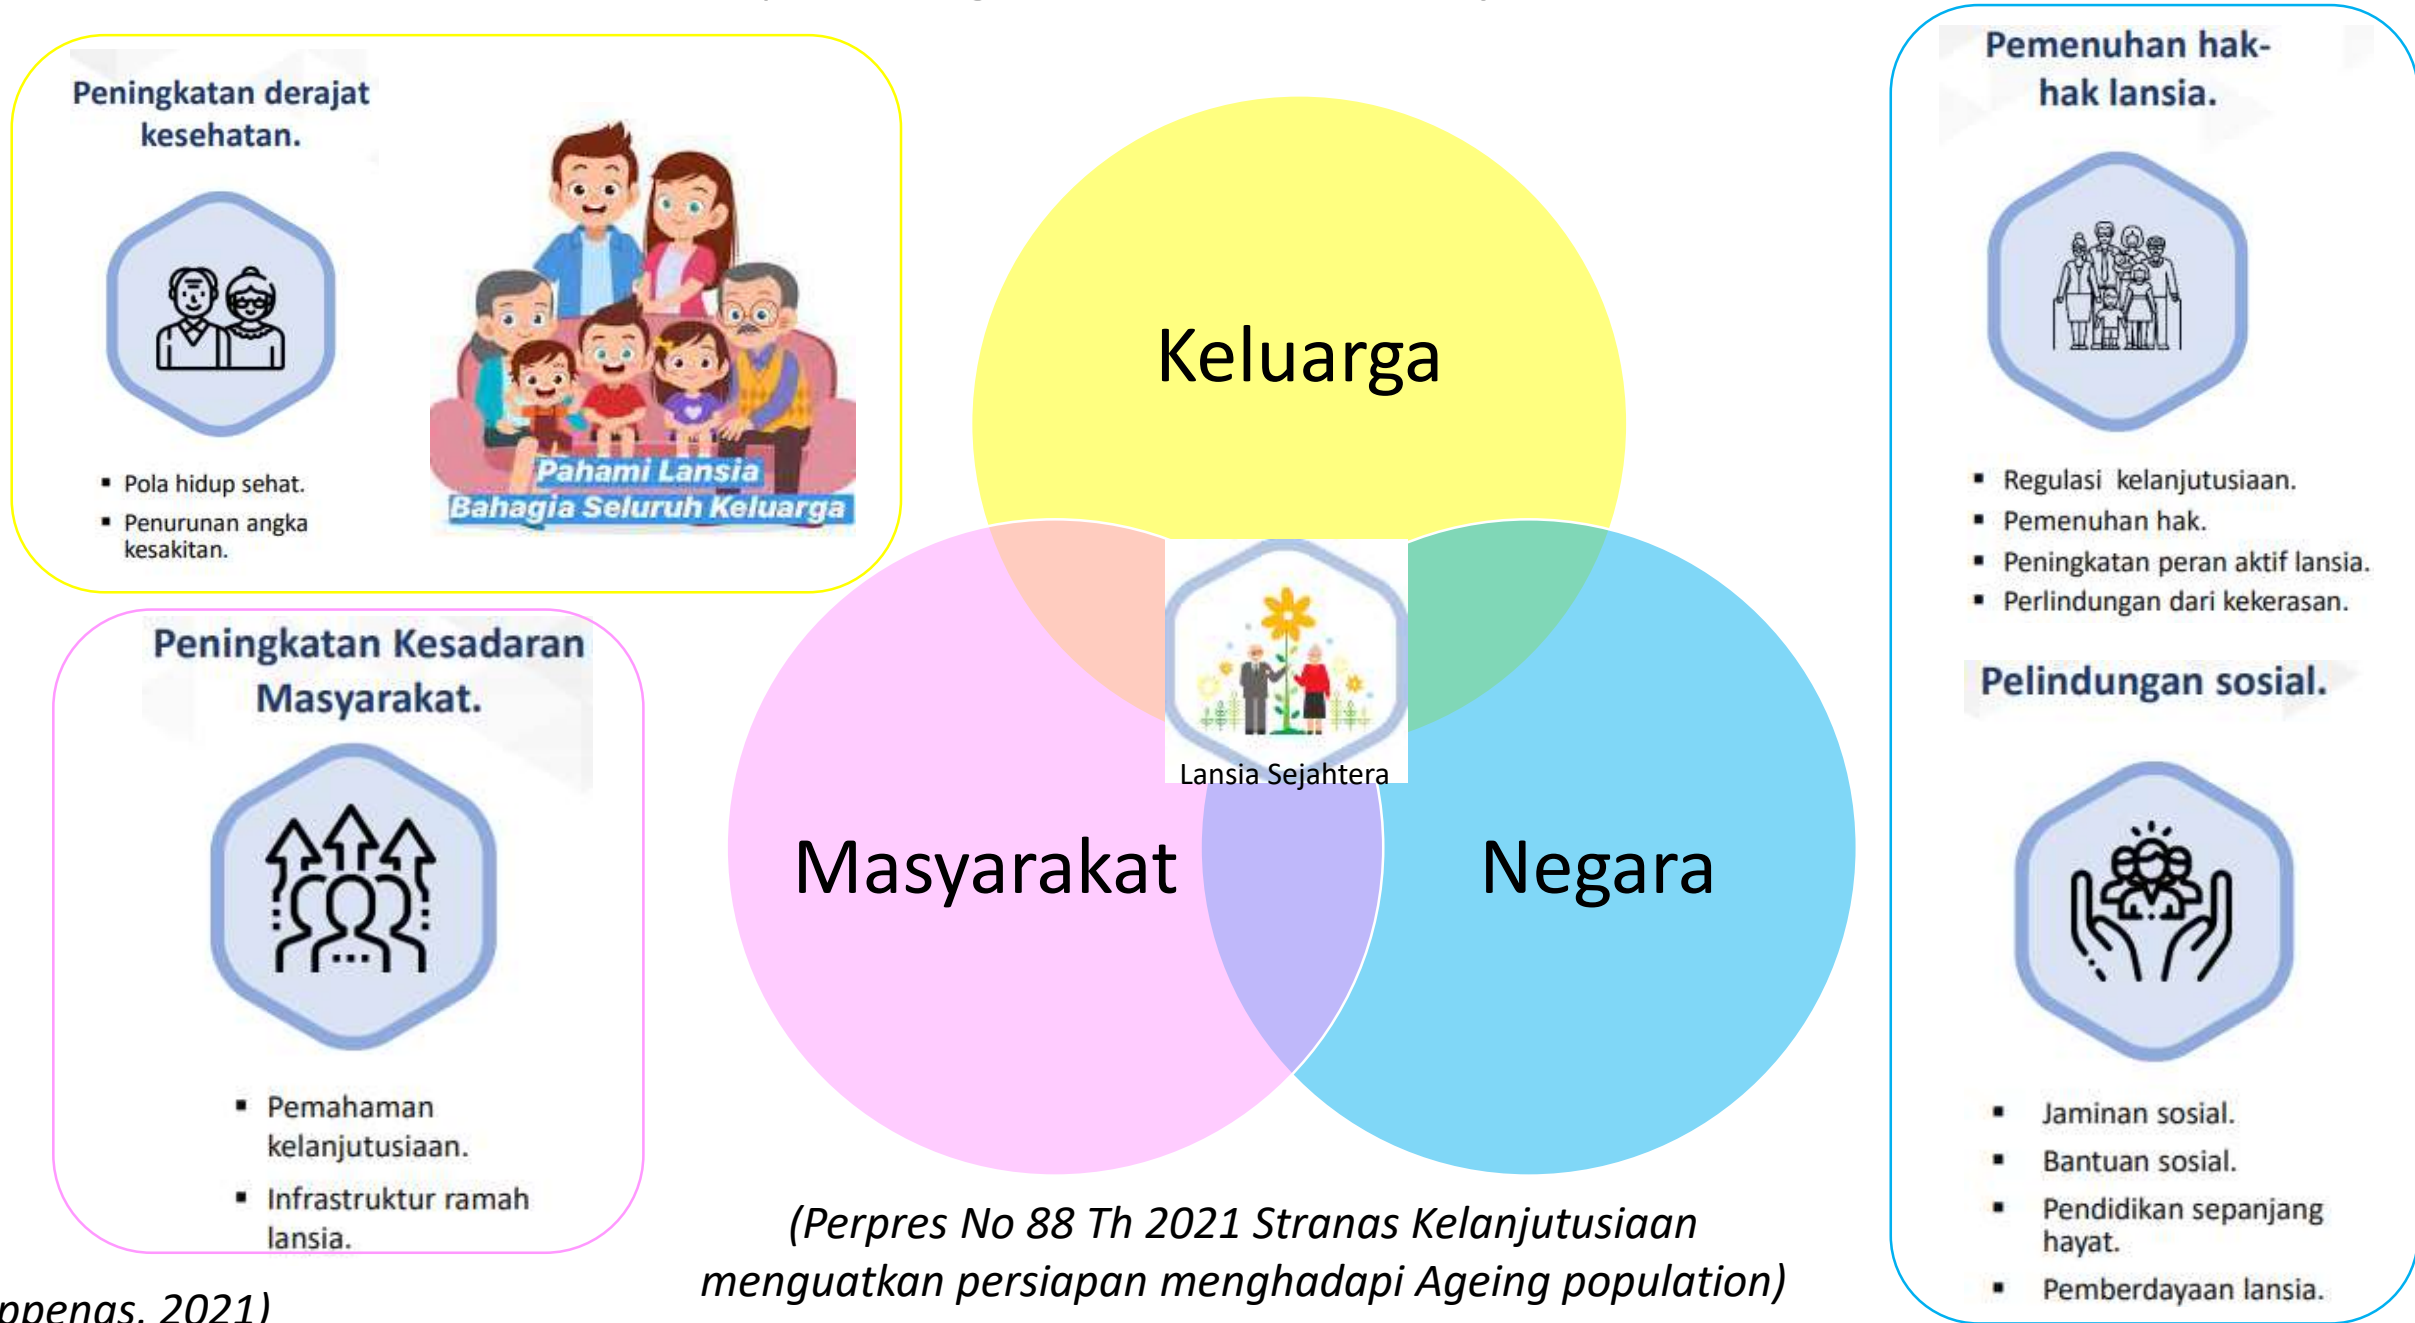 Peningkatan derajat
kesehatan.
Pahami Lansia
Bahagia Seluruh Keluarga
▪ Pola hidup sehat.
▪ Penurunan angka
kesakitan.
Peningkatan Kesadaran
Masyarakat.
▪ Pemahaman
kelanjutusiaan.
▪ Infrastruktur ramah
lansia.
Keluarga
Lansia Sejahtera
Masyarakat
Negara
(Perpres No 88 Th 2021 Stranas Kelanjutusiaan
menguatkan persiapan menghadapi Ageing population)
Pemenuhan hak-
hak lansia.
▪ Regulasi kelanjutusiaan.
▪ Pemenuhan hak.
▪ Peningkatan peran aktif lansia.
▪ Perlindungan dari kekerasan.
Pelindungan sosial.
▪ Jaminan sosial.
▪ Bantuan sosial.
▪ Pendidikan sepanjang
hayat.
▪ Pemberdayaan lansia.
2021)